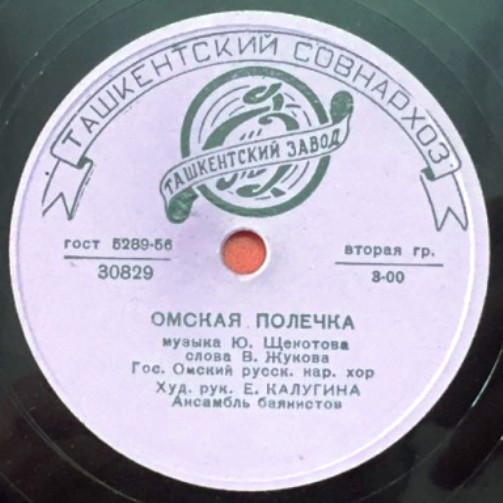 ТАШКЕНТСКИЙ СОВНАРХОЗ
ТАШКЕНТСКИЙ ЗАВОД
гост 5289-56
30829
вторая гр.
3-00
ОМСКАЯ ПОЛЕЧКА
музыка Ю. Щекотова
слова В. Жукова
Гос. Омский русск. нар. хор
Худ. рук. Е. КАЛУГИНА
Ансамбль баянистов